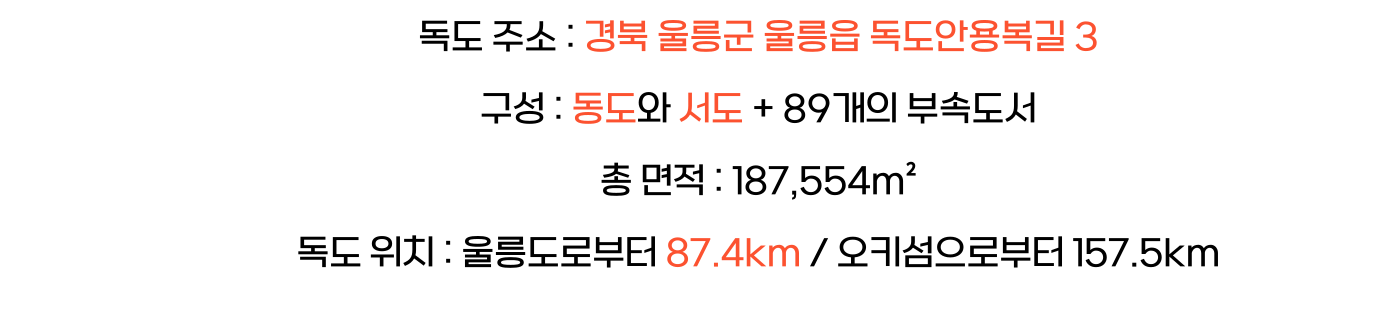 독도 주소 : 경북 울릉군 울릉읍 독도안용복길 3
구성 : 동도와 서도 + 89개의 부속도서
총 면적 : 187,554m²
독도 위치 : 울릉도로부터 87.4km / 오키섬으로부터 157.5km